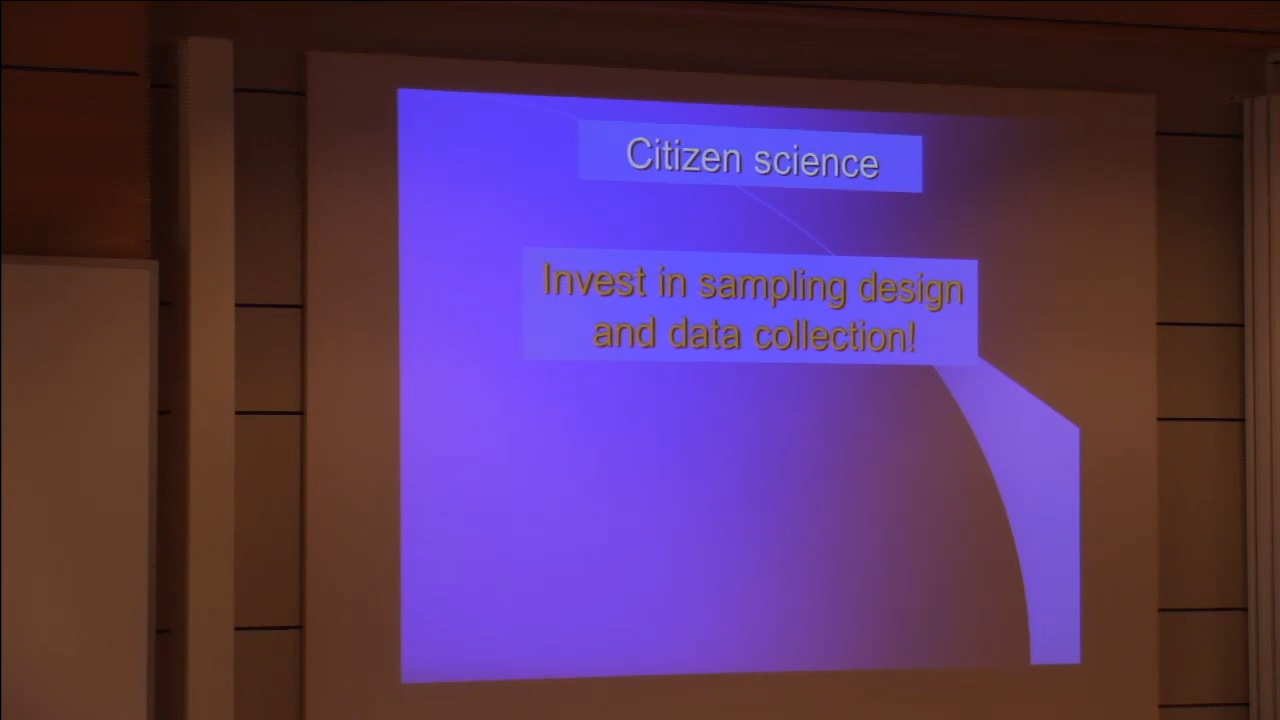 Citizen science
Invest in sampling design
and data collection!